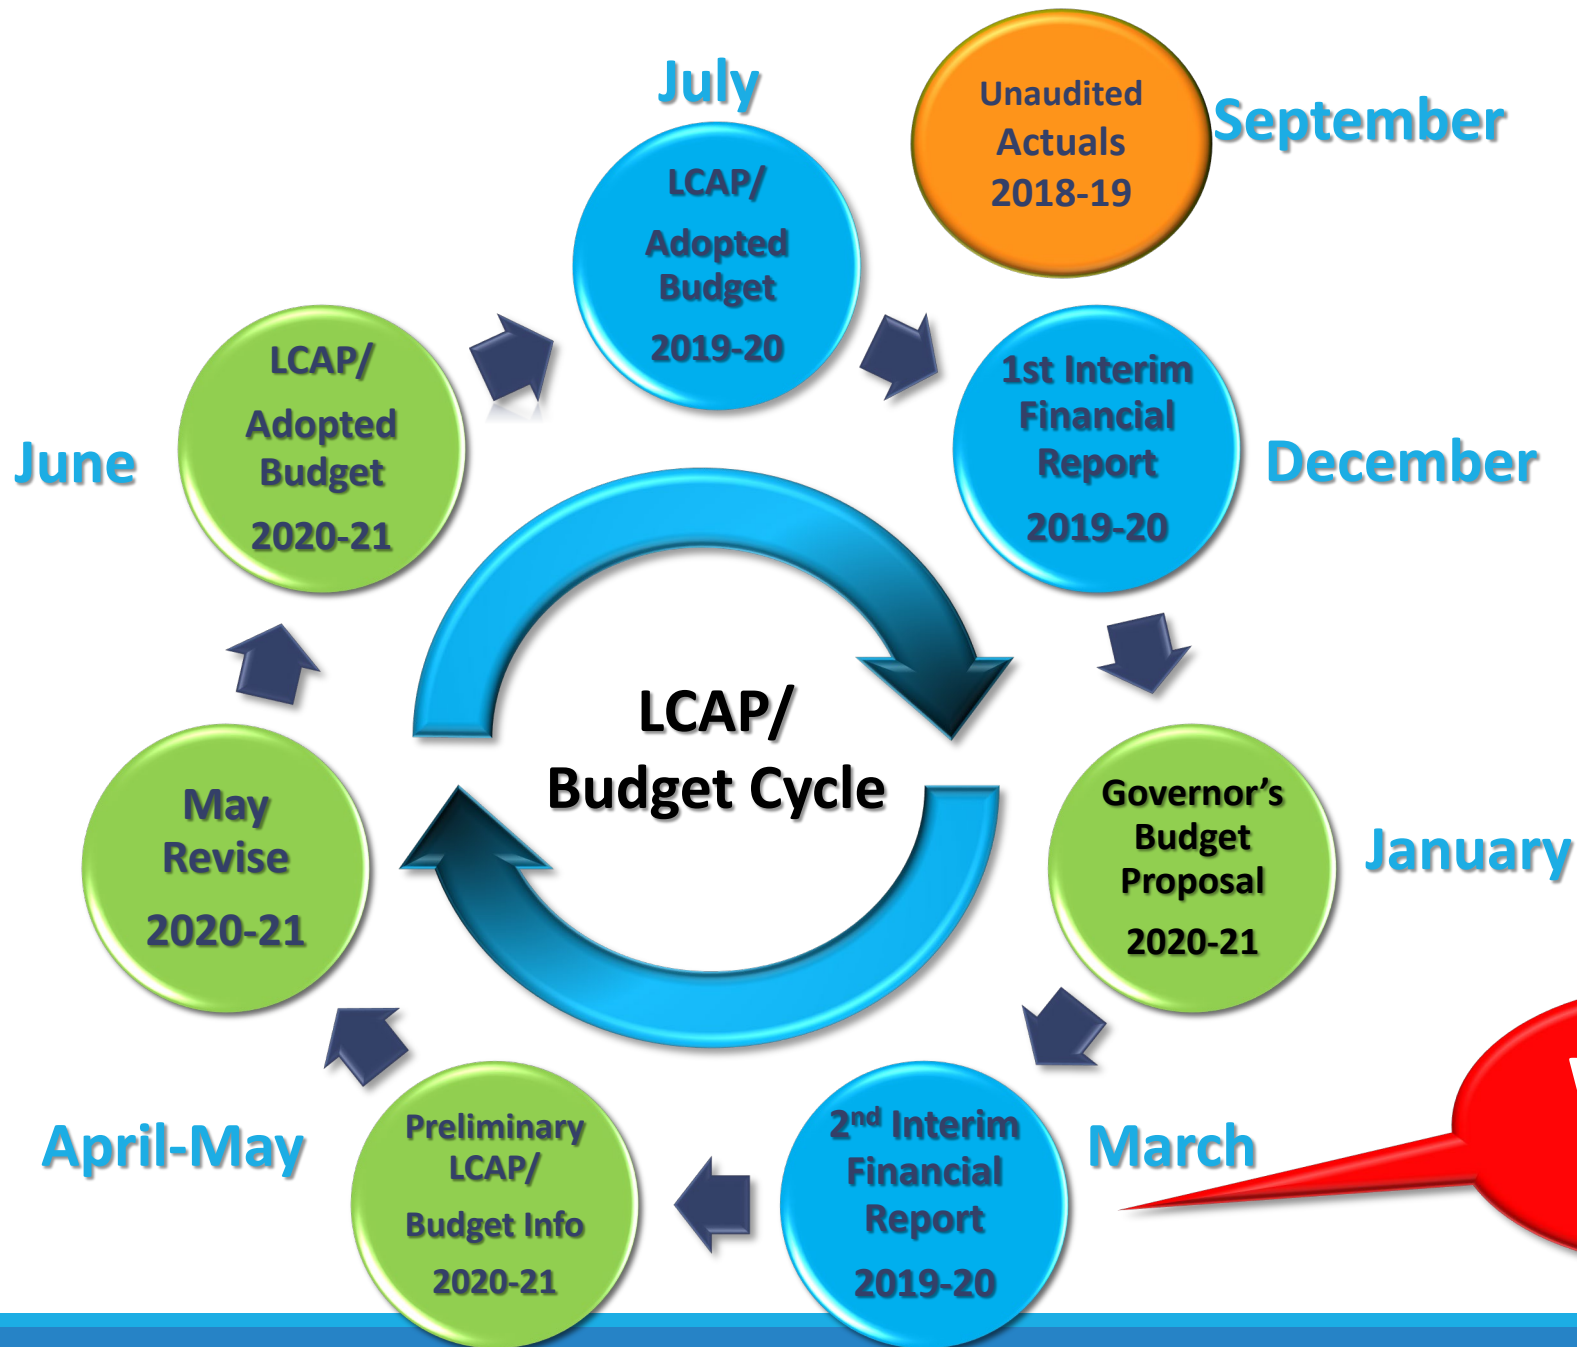 July
LCAP/
Adopted
Budget
2019-20
Unaudited
Actuals
2018-19
September
1st Interim
Financial
Report
2019-20
December
Governor’s
Budget
Proposal
2020-21
January
2nd Interim
Financial
Report
2019-20
March
Preliminary
LCAP/
Budget Info
2020-21
April-May
May
Revise
2020-21
LCAP/
Adopted
Budget
2020-21
June
LCAP/
Budget Cycle